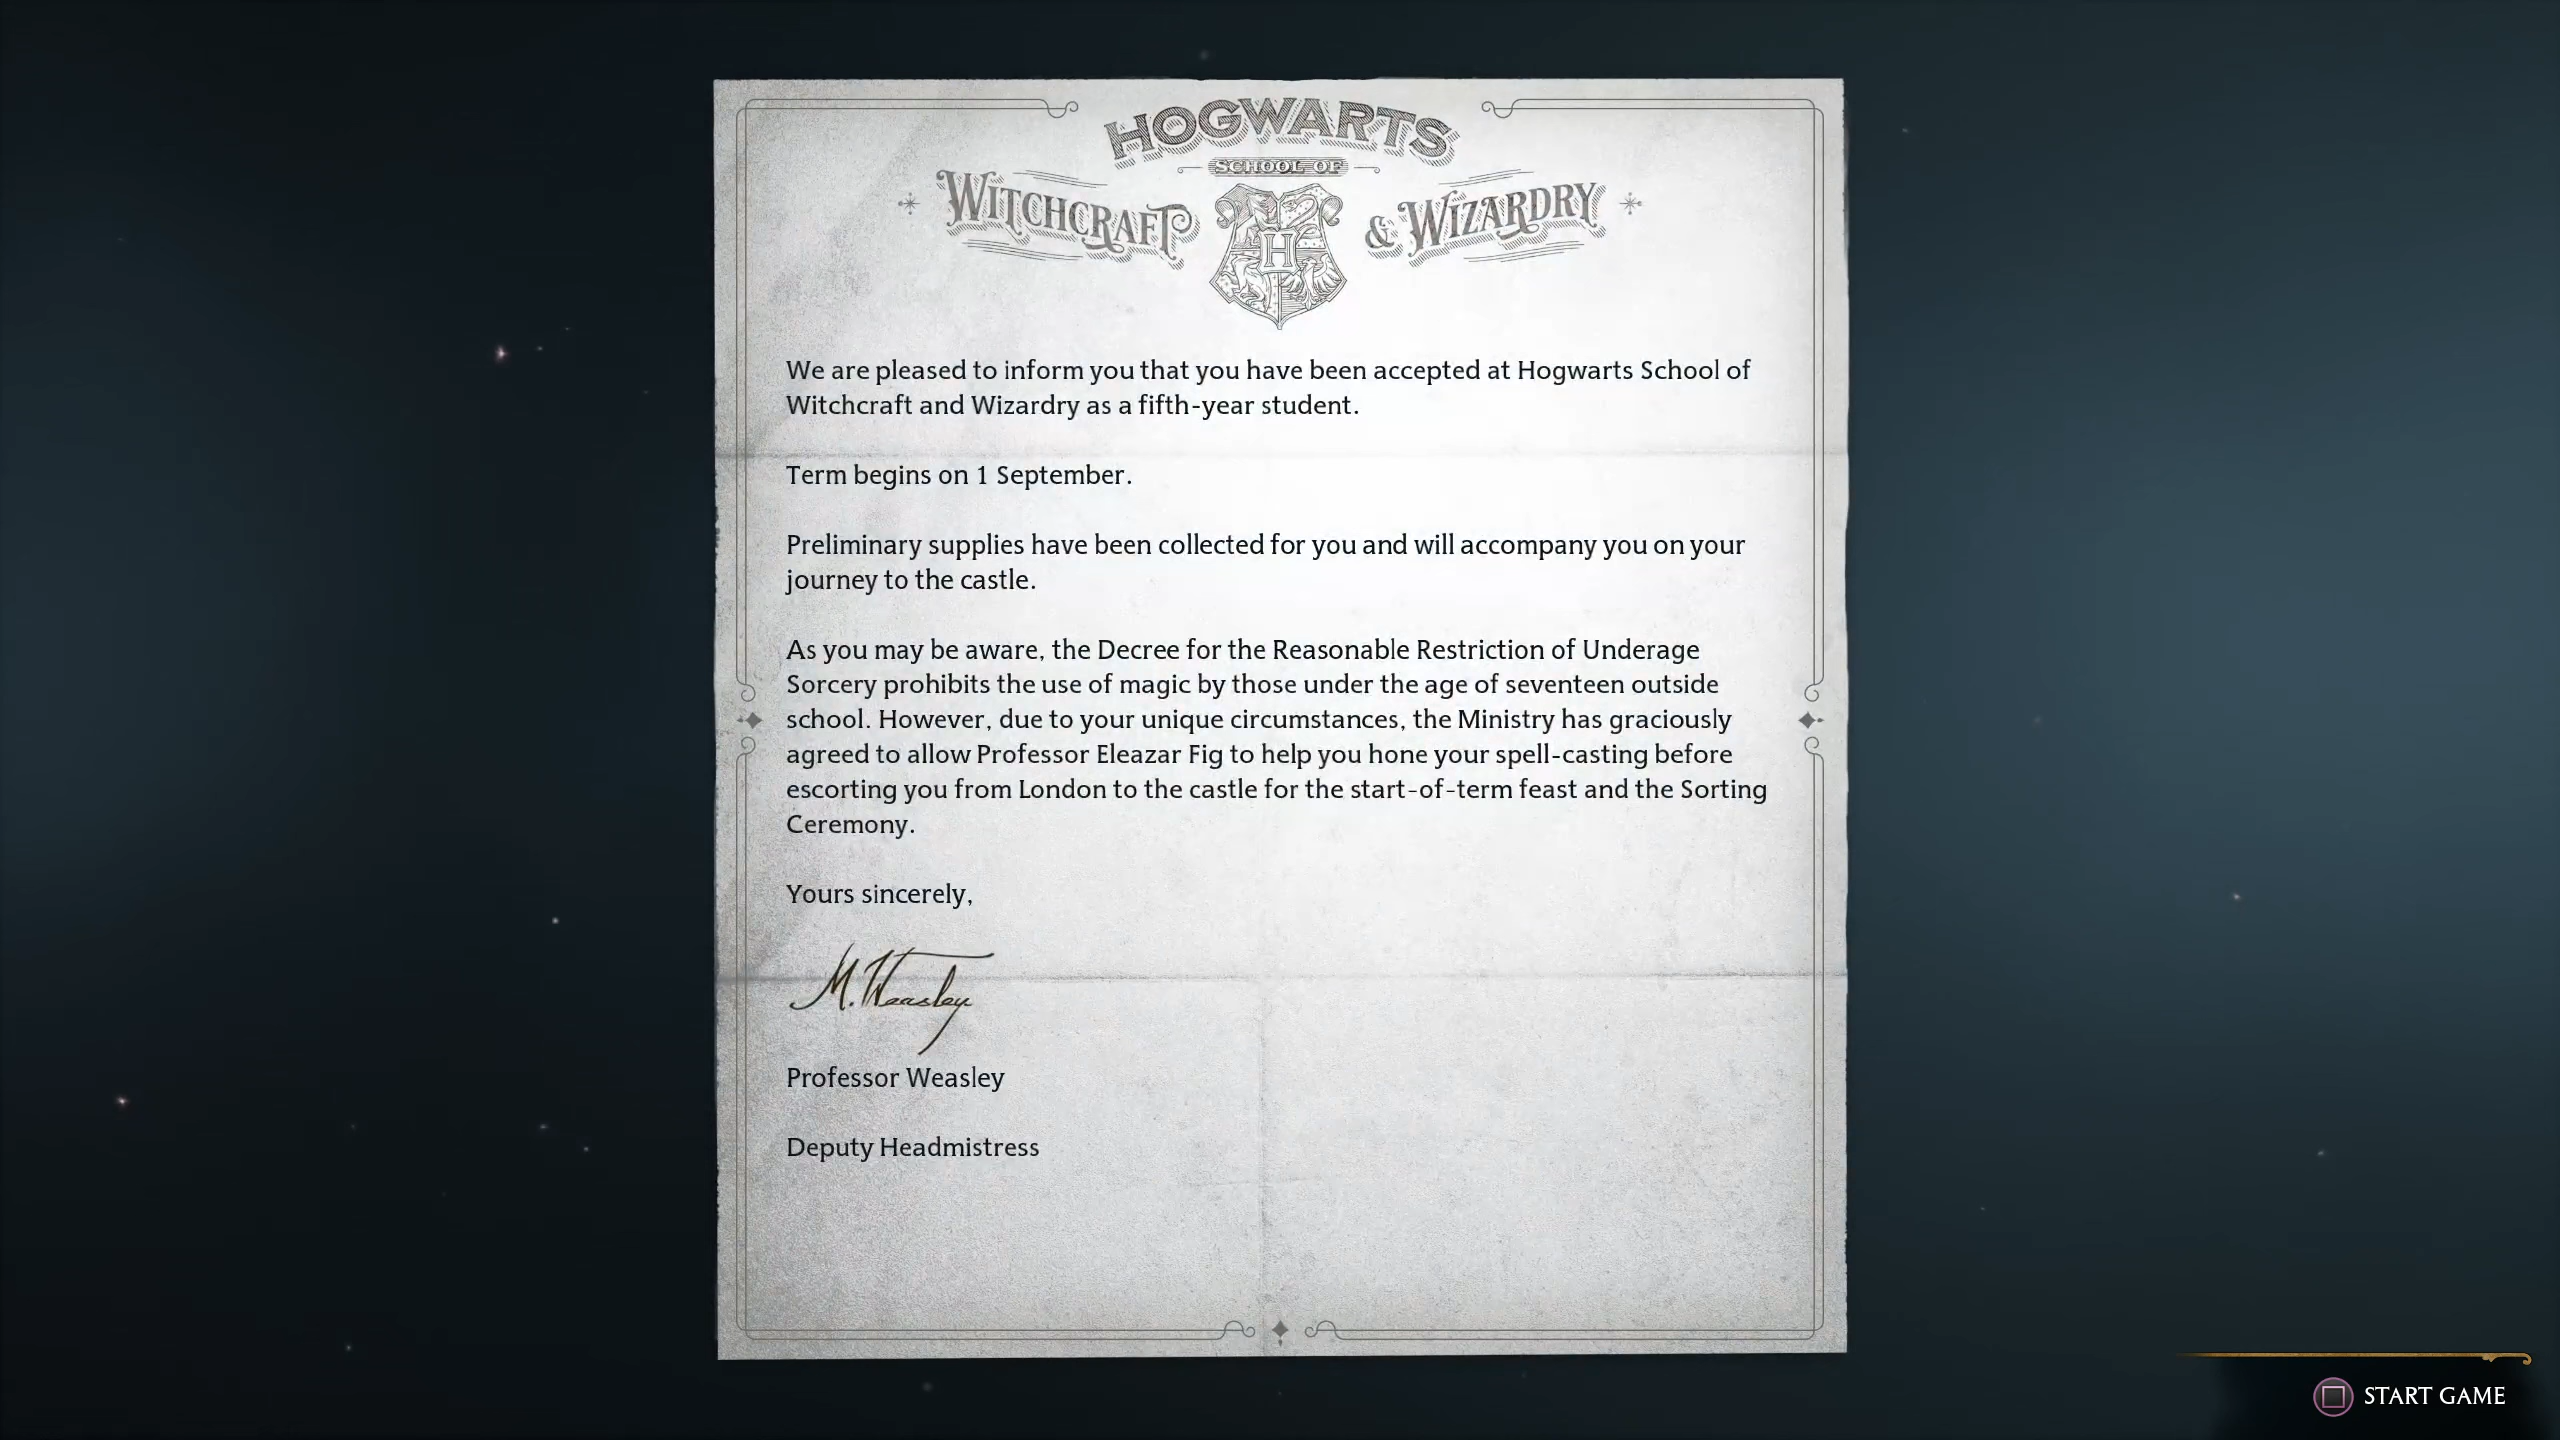 HOGWARTS
SCHOOL OF
WITCHCRAFT & WIZARDRY
H
We are pleased to inform you that you have been accepted at Hogwarts School of
Witchcraft and Wizardry as a fifth-year student.
Term begins on 1 September.
Preliminary supplies have been collected for you and will accompany you on your
journey to the castle.
As you may be aware, the Decree for the Reasonable Restriction of Underage
Sorcery prohibits the use of magic by those under the age of seventeen outside
school. However, due to your unique circumstances, the Ministry has graciously
agreed to allow Professor Eleazar Fig to help you hone your spell-casting before
escorting you from London to the castle for the start-of-term feast and the Sorting
Ceremony.
Yours sincerely,
M. Weasley
Professor Weasley
Deputy Headmistress
START GAME